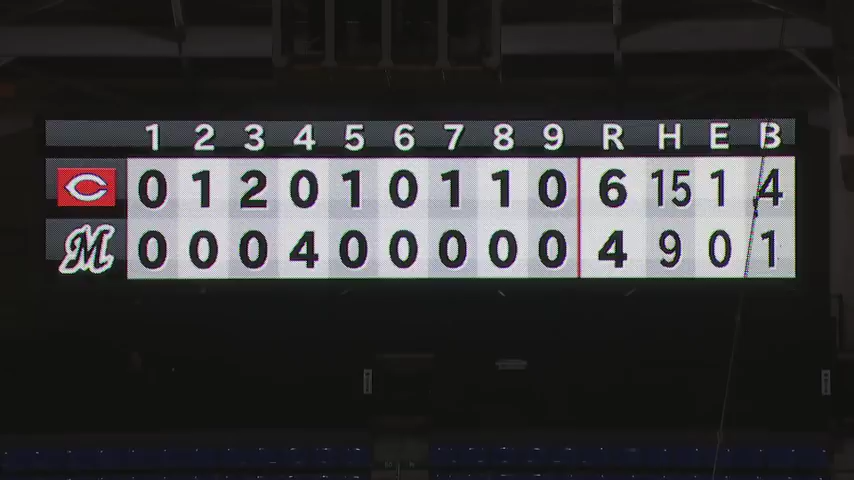 1 2 3 4 5 6 7 8 9 R H E B
C 0 1 2 0 1 0 1 1 0 6 15 1 4
M 0 0 0 4 0 0 0 0 0 4 9 0 1